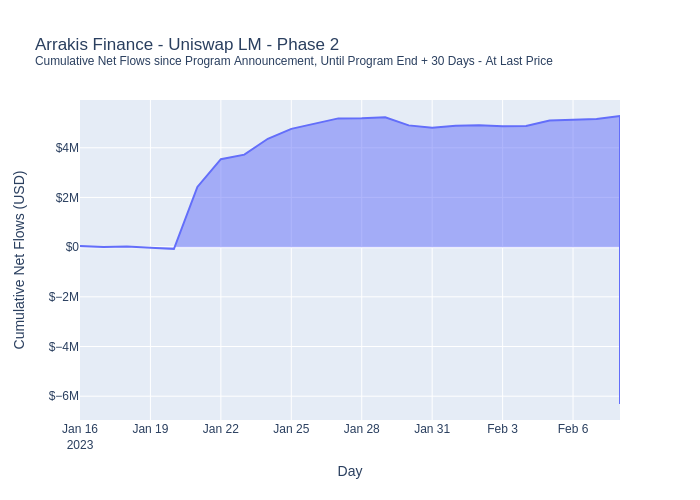 Arrakis Finance - Uniswap LM - Phase 2
Cumulative Net Flows since Program Announcement, Until Program End + 30 Days - At Last Price
Cumulative Net Flows (USD)
$4M
$2M
$0
$−2M
$−4M
$−6M
Jan 16 Jan 19 Jan 22 Jan 25 Jan 28 Jan 31 Feb 3 Feb 6
2023
Day